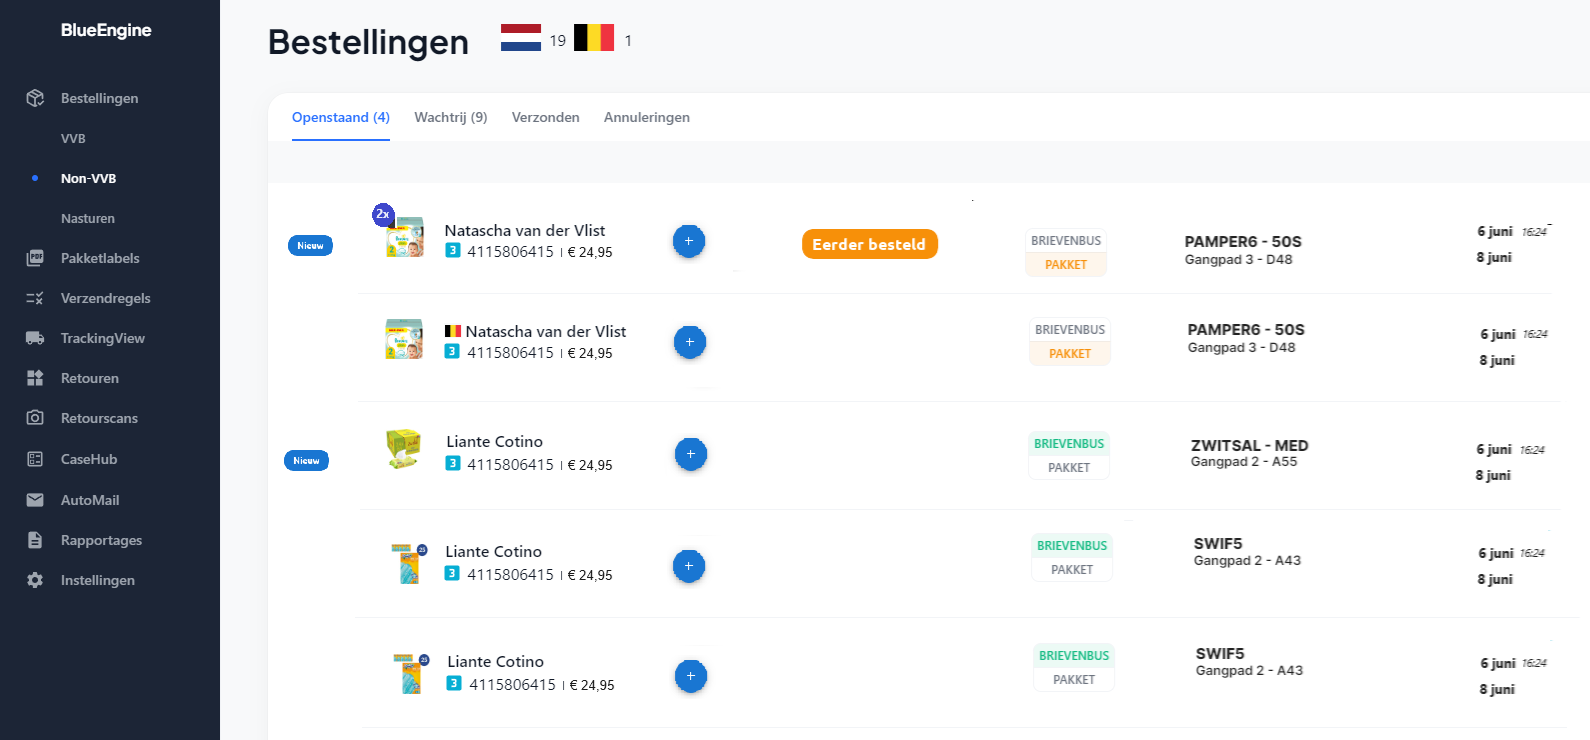 BlueEngine
Bestellingen
VVB
Non-VVB
Nasturen
Pakketlabels
Verzendregels
TrackingView
Retouren
Retourscans
CaseHub
AutoMail
Rapportages
Instellingen
Bestellingen 19 1
Openstaand (4) Wachtrij (9) Verzonden Annuleringen
Nieuw
2x
2
Natascha van der Vlist
3 4115806415 | € 24,95
+
Eerder besteld
BRIEVENBUS
PAKKET
PAMPER6 - 50S
Gangpad 3 - D48
6 juni 16:24
8 juni
2
Natascha van der Vlist
3 4115806415 | € 24,95
+
BRIEVENBUS
PAKKET
PAMPER6 - 50S
Gangpad 3 - D48
6 juni 16:24
8 juni
Nieuw
Liante Cotino
3 4115806415 | € 24,95
+
BRIEVENBUS
PAKKET
ZWITSAL - MED
Gangpad 2 - A55
6 juni 16:24
8 juni
Liante Cotino
3 4115806415 | € 24,95
+
BRIEVENBUS
PAKKET
SWIF5
Gangpad 2 - A43
6 juni 16:24
8 juni
Liante Cotino
3 4115806415 | € 24,95
+
BRIEVENBUS
PAKKET
SWIF5
Gangpad 2 - A43
6 juni 16:24
8 juni